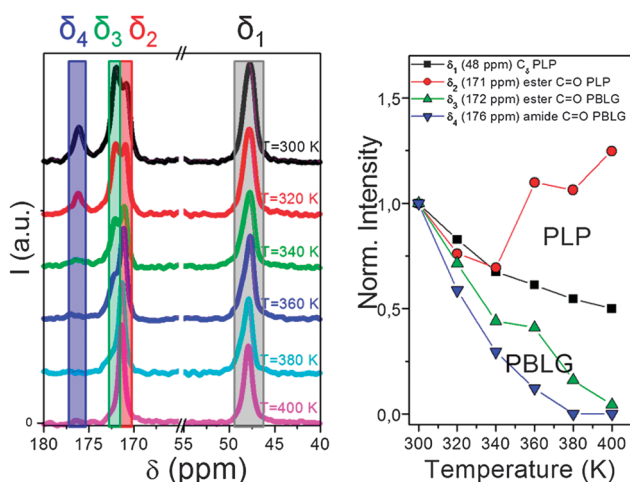 δ4 δ3 δ2 δ1
T=300 K
T=320 K
T=340 K
T=360 K
T=380 K
T=400 K
I (a.u.)
0
180 170 55 50 40
δ (ppm)
δ1 (48 ppm) Cδ PLP
δ2 (171 ppm) ester C=O PLP
δ3 (172 ppm) ester C=O PBLG
δ4 (176 ppm) amide C=O PBLG
1.5
1.0
0.5
0,0
Norm. Intensity
PLP
PBLG
300 320 340 360 380 400
Temperature (K)